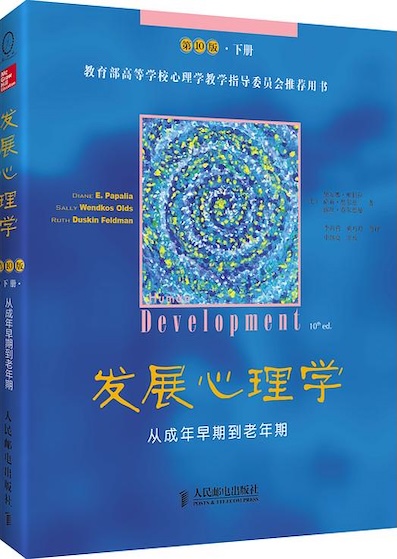 第10版·下册
教育部高等学校心理学教学指导委员会推荐用书
DIANE E. Papalia
SALLY Wendkos Olds
RUTH Duskin Feldman
Human
Development
10th ed.
发展心理学
从成年早期到老年期
人民邮电出版社
POSTS & TELECOM PRESS
Mc
Graw
Hill
Education
发展心理学
第10版
·下册·
从成年早期到老年期
人民邮电出版社